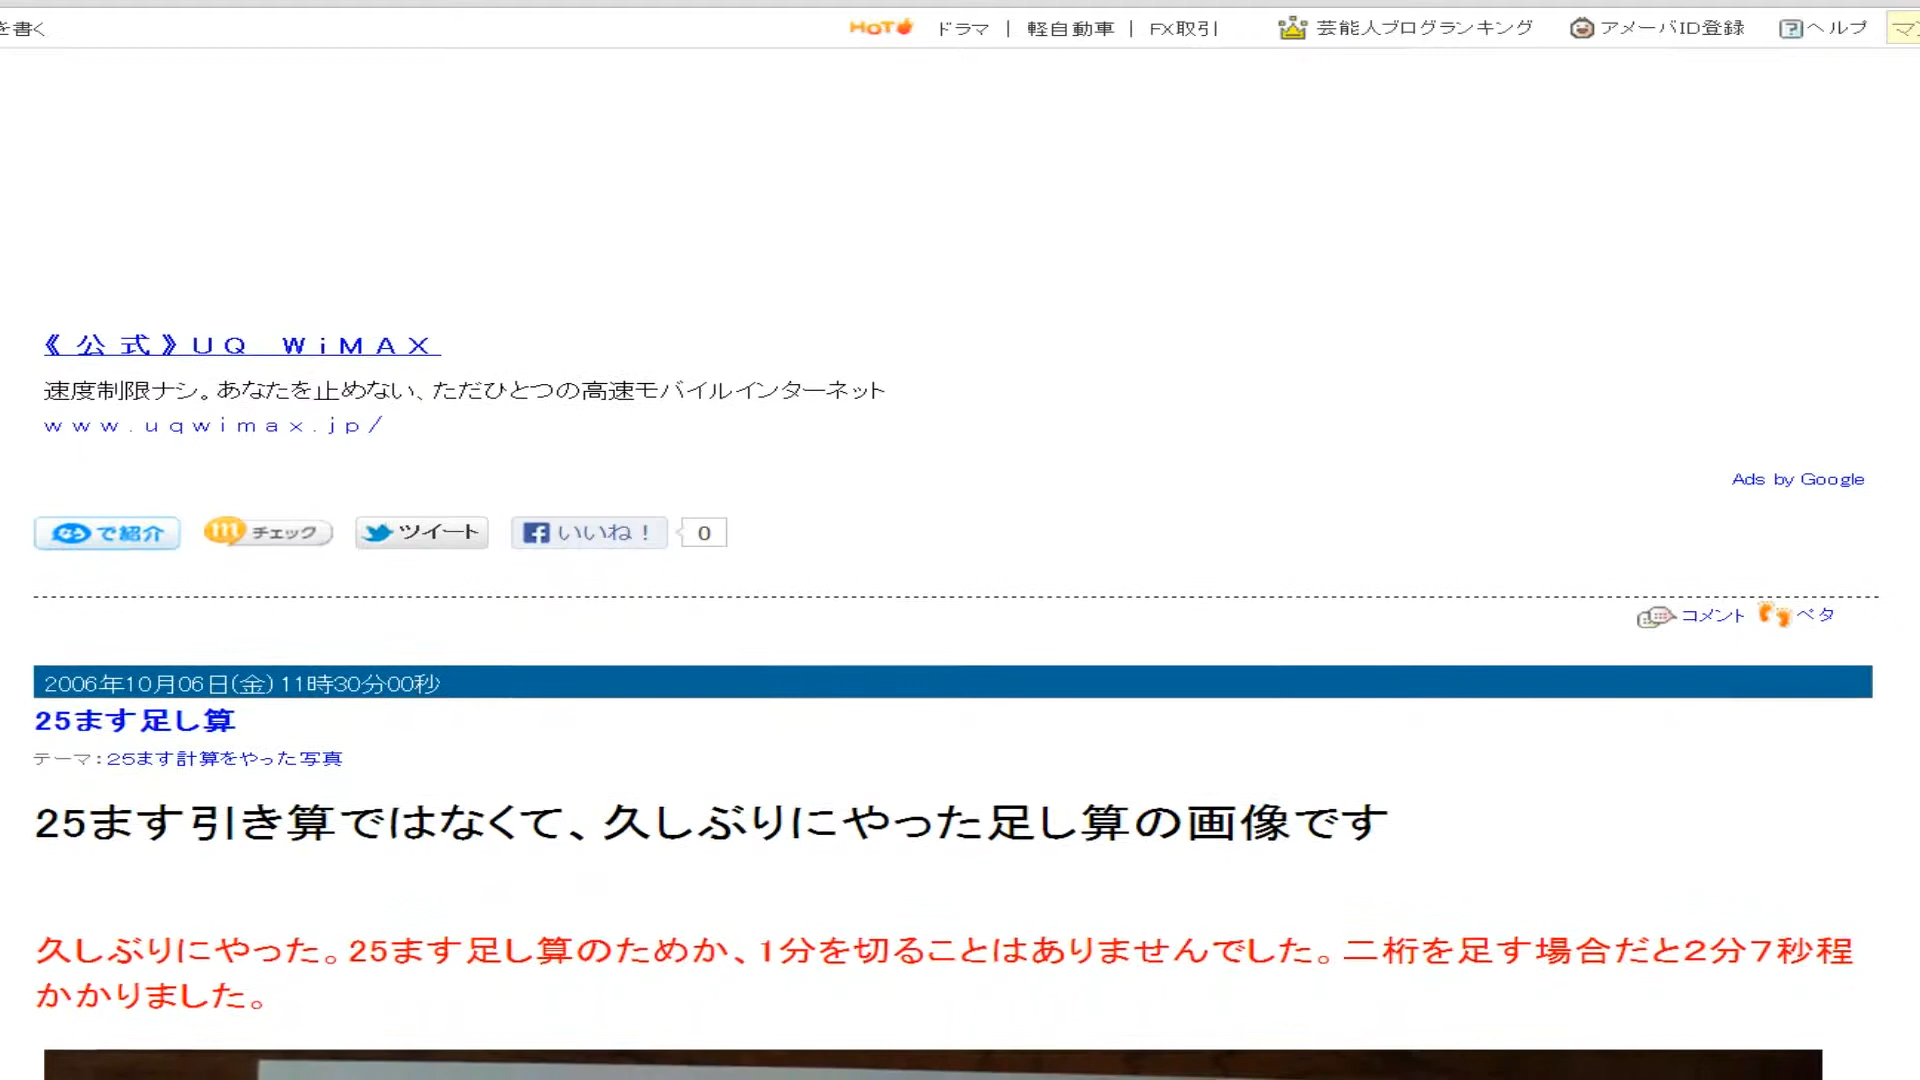 を書く HOT ドラマ | 軽自動車 | FX取引 芸能人ブログランキング アメーバID登録 ヘルプ
《公式》UQ WiMAX
速度制限ナシ。あなたを止めない、ただひとつの高速モバイルインターネット
www.uqwimax.jp/
Ads by Google
で紹介 チェック ツイート いいね! 0
コメント ペタ
2006年10月06日(金) 11時30分00秒
25ます足し算
テーマ:25ます計算をやった写真
25ます引き算ではなくて、久しぶりにやった足し算の画像です
久しぶりにやった。25ます足し算のためか、1分を切ることはありませんでした。二桁を足す場合だと2分7秒程
かかりました。